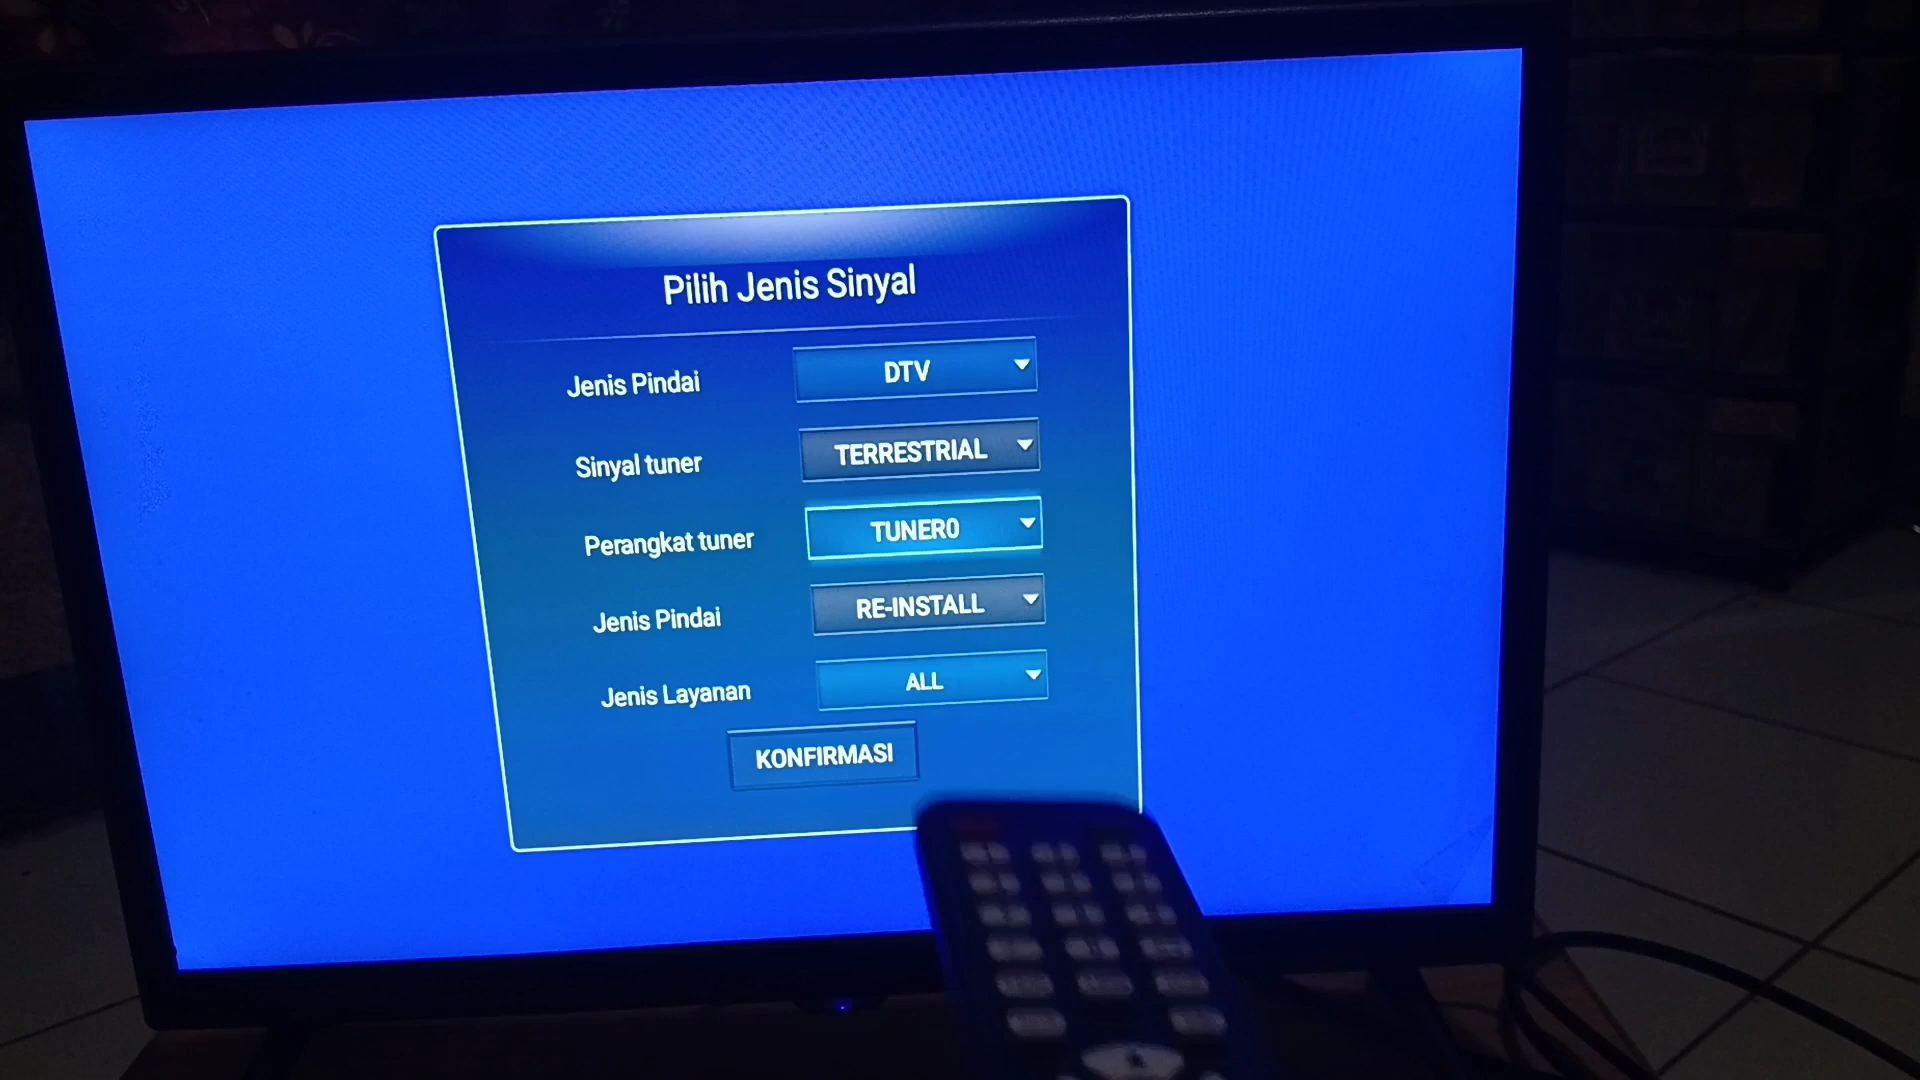 Pilih Jenis Sinyal
Jenis Pindai DTV
Sinyal tuner TERRESTRIAL
Perangkat tuner TUNER0
Jenis Pindai RE-INSTALL
Jenis Layanan ALL
KONFIRMASI